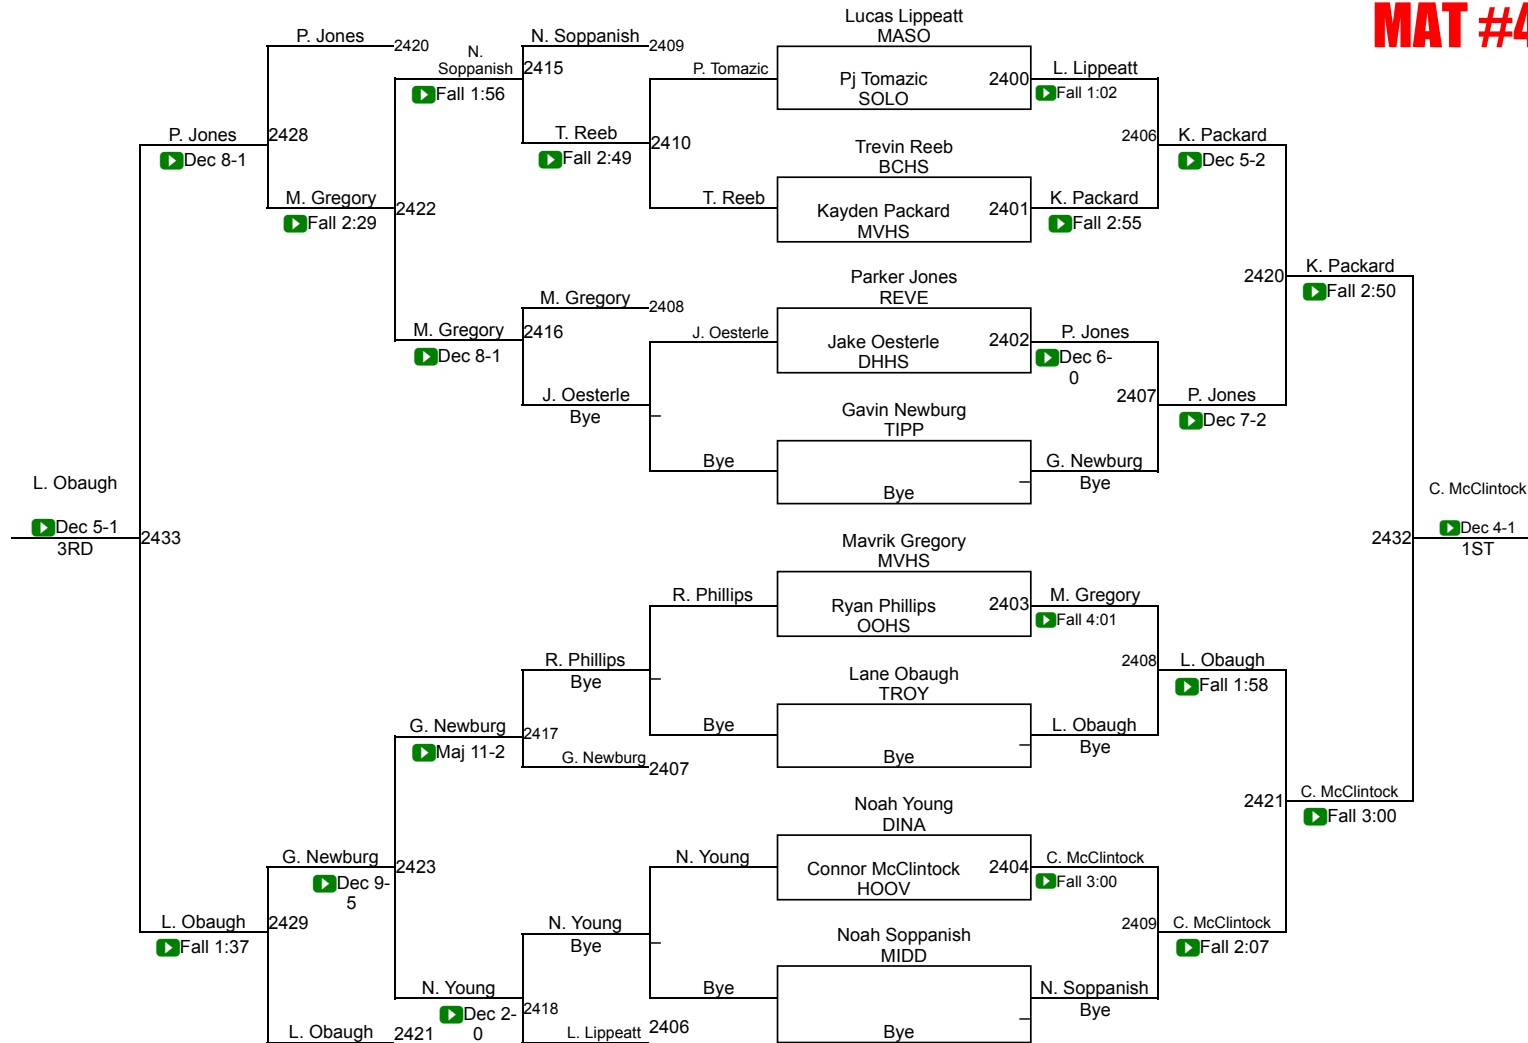 MAT #4
Lucas Lippeatt
MASO
P. Jones
2420
N.
Soppanish
2415
N. Soppanish
2409
P. Tomazic
Pj Tomazic
SOLO
2400
L. Lippeatt
Fall 1:02
Fall 1:56
P. Jones
Dec 8-1
2428
T. Reeb
Fall 2:49
2410
Trevin Reeb
BCHS
2406
K. Packard
Dec 5-2
M. Gregory
Fall 2:29
2422
T. Reeb
Kayden Packard
MVHS
2401
K. Packard
Fall 2:55
Parker Jones
REVE
2420
K. Packard
Fall 2:50
M. Gregory
2408
M. Gregory
Dec 8-1
2416
J. Oesterle
Jake Oesterle
DHHS
2402
P. Jones
Dec 6-
0
J. Oesterle
Bye
Gavin Newburg
TIPP
2407
P. Jones
Dec 7-2
Bye
Bye
G. Newburg
Bye
L. Obaugh
Dec 5-1
3RD
2433
C. McClintock
Dec 4-1
1ST
2432
Mavrik Gregory
MVHS
R. Phillips
Ryan Phillips
OOHS
2403
M. Gregory
Fall 4:01
R. Phillips
Bye
Lane Obaugh
TROY
2408
L. Obaugh
Fall 1:58
G. Newburg
Maj 11-2
2417
Bye
Bye
L. Obaugh
Bye
G. Newburg
2407
Noah Young
DINA
2421
C. McClintock
Fall 3:00
G. Newburg
Dec 9-
5
2423
N. Young
Connor McClintock
HOOV
2404
C. McClintock
Fall 3:00
L. Obaugh
Fall 1:37
2429
N. Young
Bye
Noah Soppanish
MIDD
2409
C. McClintock
Fall 2:07
N. Young
Dec 2-
0
2418
Bye
Bye
N. Soppanish
Bye
L. Obaugh
2421
L. Lippeatt
2406